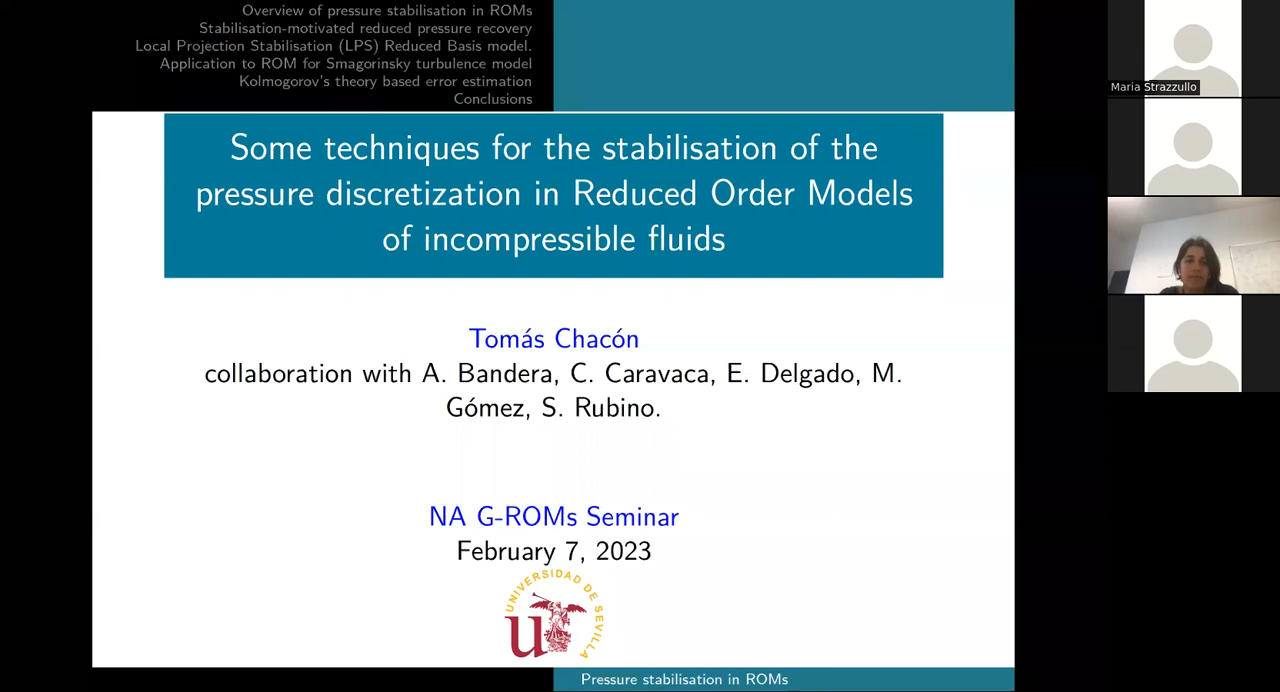 Overview of pressure stabilisation in ROMs
Stabilisation-motivated reduced pressure recovery
Local Projection Stabilisation (LPS) Reduced Basis model.
Application to ROM for Smagorinsky turbulence model
Kolmogorov's theory based error estimation
Conclusions
Maria Strazzullo
Some techniques for the stabilisation of the
pressure discretization in Reduced Order Models
of incompressible fluids
Tomás Chacón
collaboration with A. Bandera, C. Caravaca, E. Delgado, M.
Gómez, S. Rubino.
NA G-ROMs Seminar
February 7, 2023
UNIVERSIDAD DE SEVILLA
u
Pressure stabilisation in ROMs